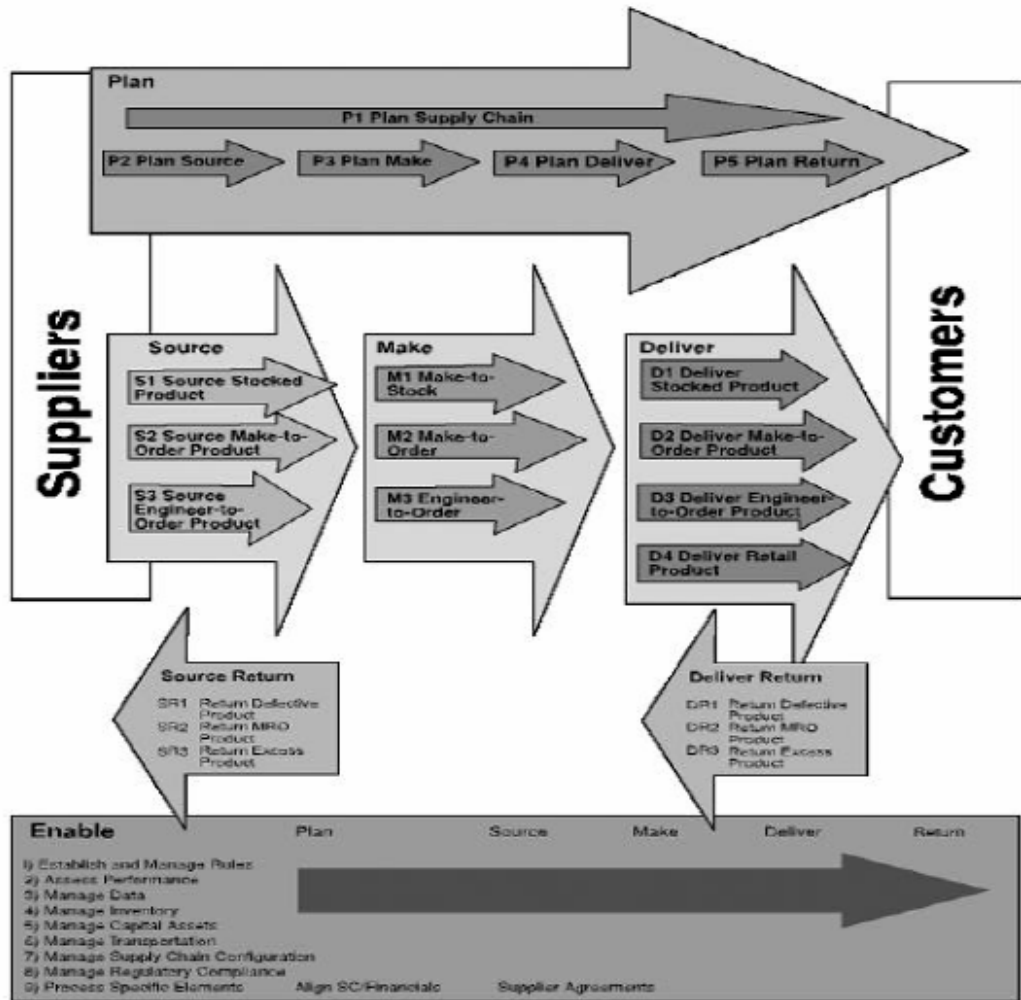 Plan
P1 Plan Supply Chain
P2 Plan Source
P3 Plan Make
P4 Plan Deliver
P5 Plan Return
Suppliers
Customers
Source
S1 Source Stocked
Product
S2 Source Make-to-
Order Product
S3 Source
Engineer-to-
Order Product
Make
M1 Make-to-
Stock
M2 Make-to-
Order
M3 Engineer-
to-Order
Deliver
D1 Deliver
Stocked Product
D2 Deliver Make-to-
Order Product
D3 Deliver Engineer-
to-Order Product
D4 Deliver Retail
Product
Source Return
SR1 Return Defective
Product
SR2 Return MRO
Product
SR3 Return Excess
Product
Deliver Return
DR1 Return Defective
Product
DR2 Return MRO
Product
DR3 Return Excess
Product
Enable
Plan
Source
Make
Deliver
Return
1) Establish and Manage Rules
2) Assess Performance
3) Manage Data
4) Manage Inventory
5) Manage Capital Assets
6) Manage Transportation
7) Manage Supply Chain Configuration
8) Manage Regulatory Compliance
9) Process Specific Elements
Align SC/Financials
Supplier Agreements